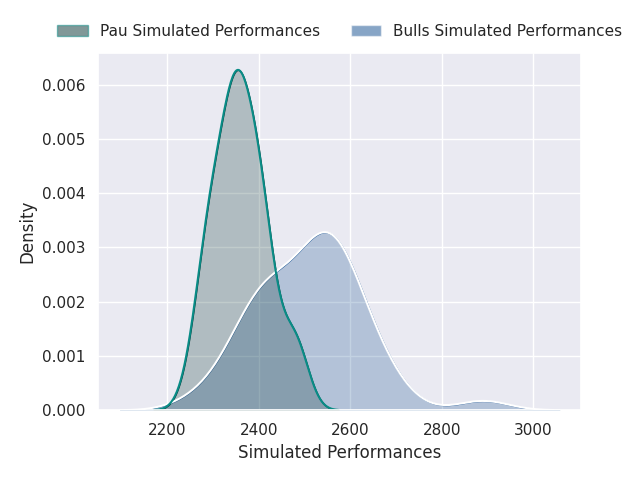 Pau Simulated Performances Bulls Simulated Performances
0.006
0.005
0.004
0.003
0.002
0.001
0.000
Density
2200 2400 2600 2800 3000
Simulated Performances